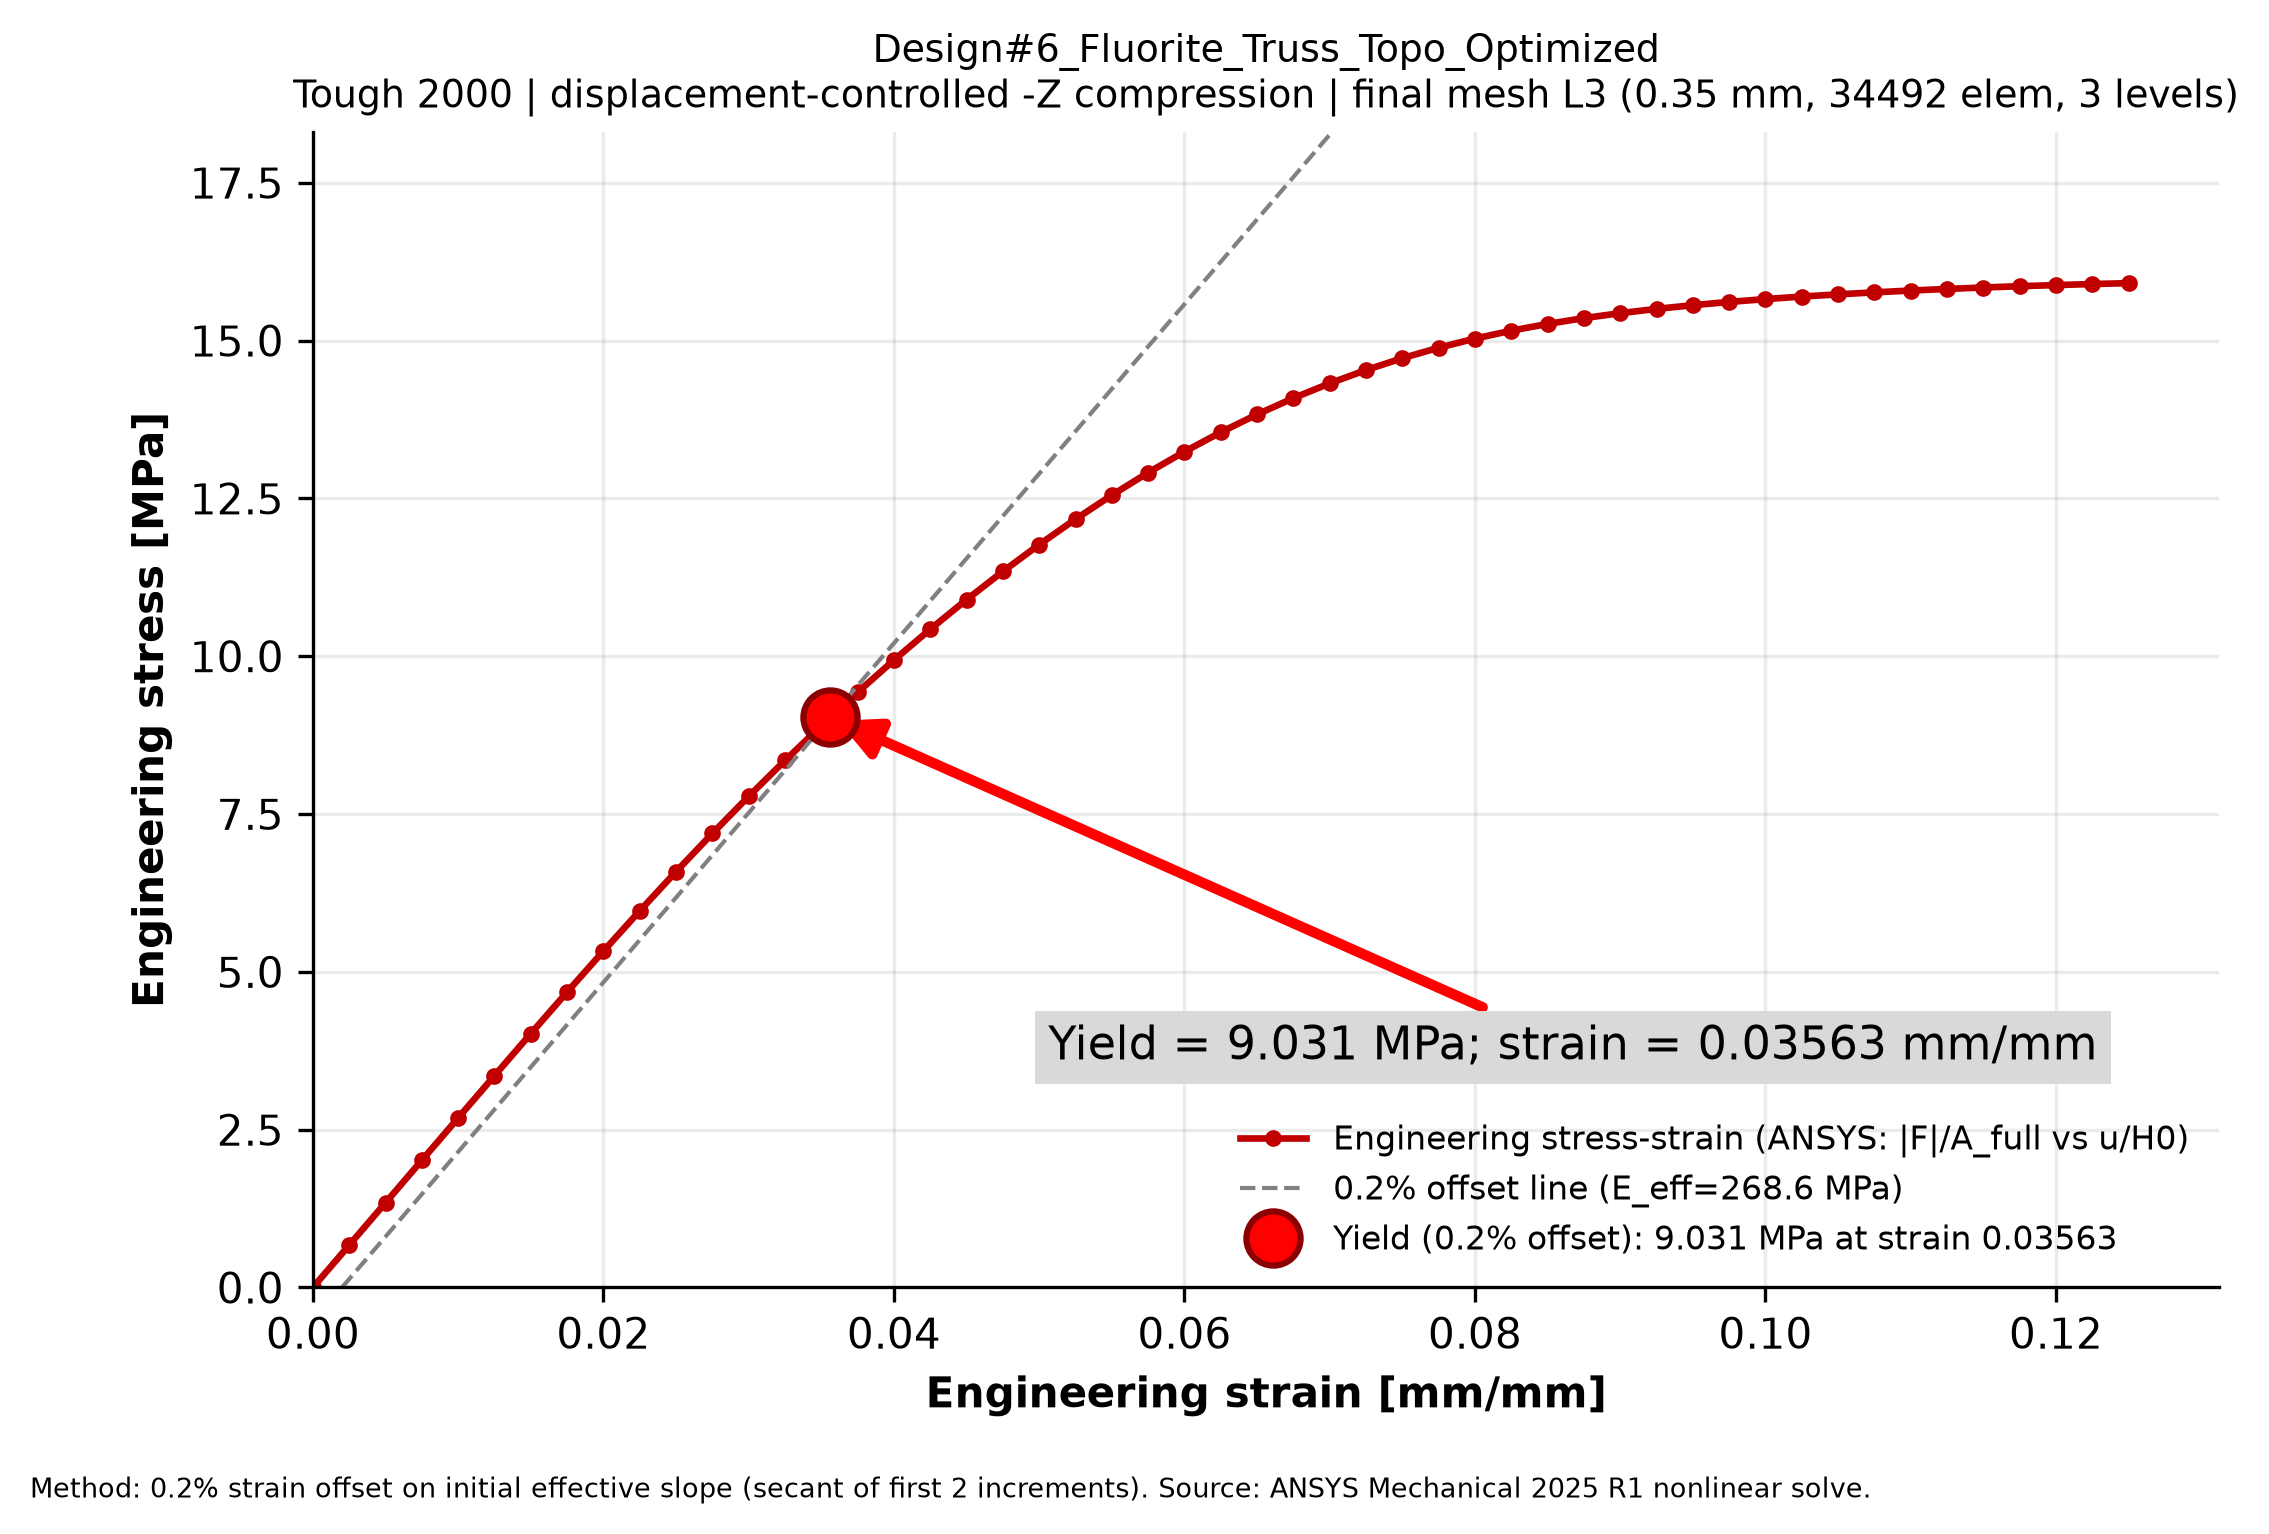 Design#6_Fluorite_Truss_Topo_Optimized
Tough 2000 | displacement-controlled -Z compression | final mesh L3 (0.35 mm, 34492 elem, 3 levels)
Engineering stress [MPa]
17.5
15.0
12.5
10.0
7.5
5.0
2.5
0.0
Yield = 9.031 MPa; strain = 0.03563 mm/mm
Engineering stress-strain (ANSYS: |F|/A_full vs u/H0)
0.2% offset line (E_eff=268.6 MPa)
Yield (0.2% offset): 9.031 MPa at strain 0.03563
0.00 0.02 0.04 0.06 0.08 0.10 0.12
Engineering strain [mm/mm]
Method: 0.2% strain offset on initial effective slope (secant of first 2 increments). Source: ANSYS Mechanical 2025 R1 nonlinear solve.